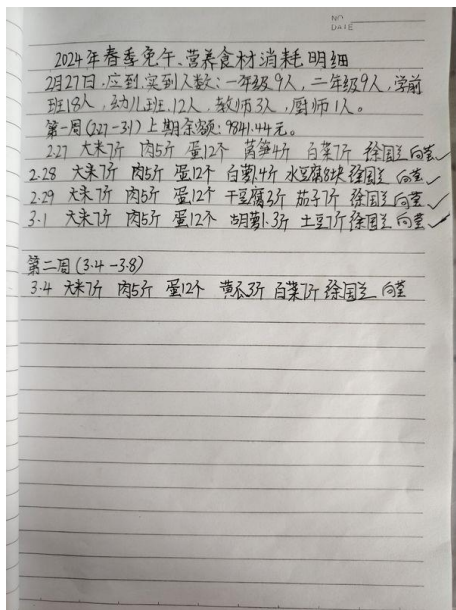 NO
DATE
2024年春季免午、营养食材消耗明细
2月27日,应到,实到人数:一年级9人,二年级9人,学前
班18人,幼儿班,12人,教师3人,厨师1人。
第一周(2.27-3.1)上期余额:9841.44元。
2.27 大米7斤 肉5斤 蛋12个 莴笋4斤 白菜7斤 徐国兰 向莹✓
2.28 大米7斤 肉5斤 蛋12个 白萝.4斤 水豆腐8块 徐国兰 向莹✓
2.29 大米7斤 肉5斤 蛋12个 干豆腐3斤 茄子7斤 徐国兰 向莹✓
3.1 大米7斤 肉5斤 蛋12个 胡萝.3斤 土豆7斤 徐国兰 向莹✓
第二周(3.4-3.8)
3.4 大米7斤 肉5斤 蛋12个 黄瓜3斤 白菜7斤 徐国兰 向莹